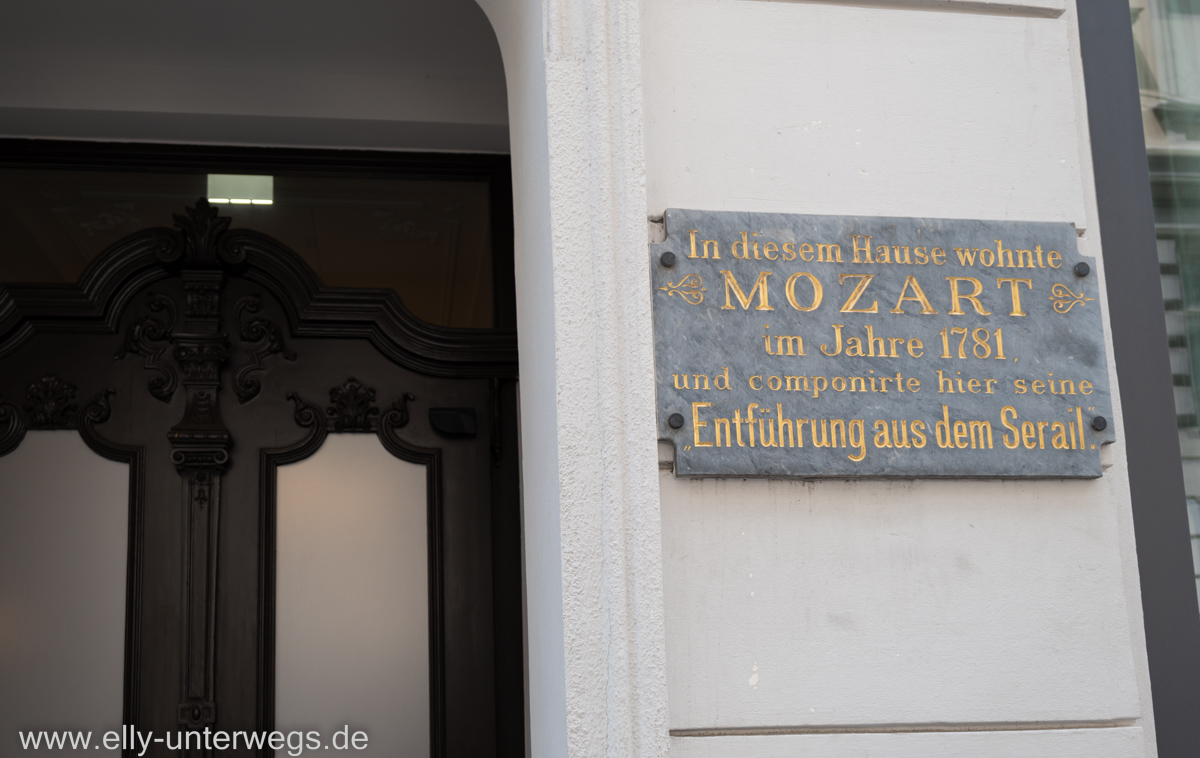 In diesem Hause wohnte
MOZART
im Jahre 1781,
und componirte hier seine
„Entführung aus dem Serail."
www.elly-unterwegs.de